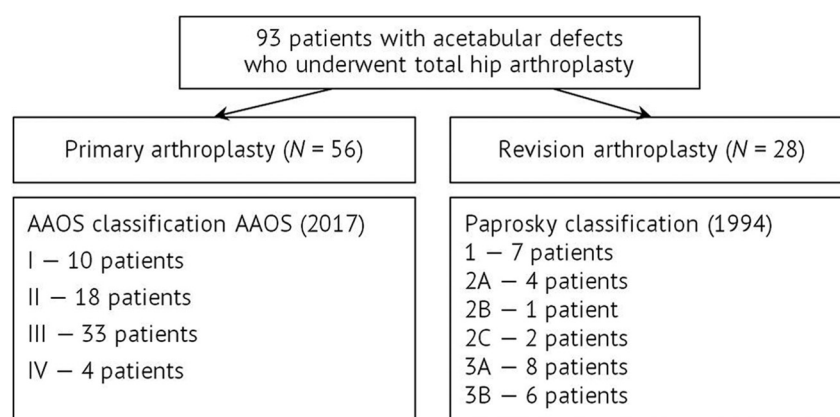 93 patients with acetabular defects
who underwent total hip arthroplasty
Primary arthroplasty (N = 56)
Revision arthroplasty (N = 28)
AAOS classification AAOS (2017)
I — 10 patients
II — 18 patients
III — 33 patients
IV — 4 patients
Paprosky classification (1994)
1 — 7 patients
2A — 4 patients
2B — 1 patient
2C — 2 patients
3A — 8 patients
3B — 6 patients